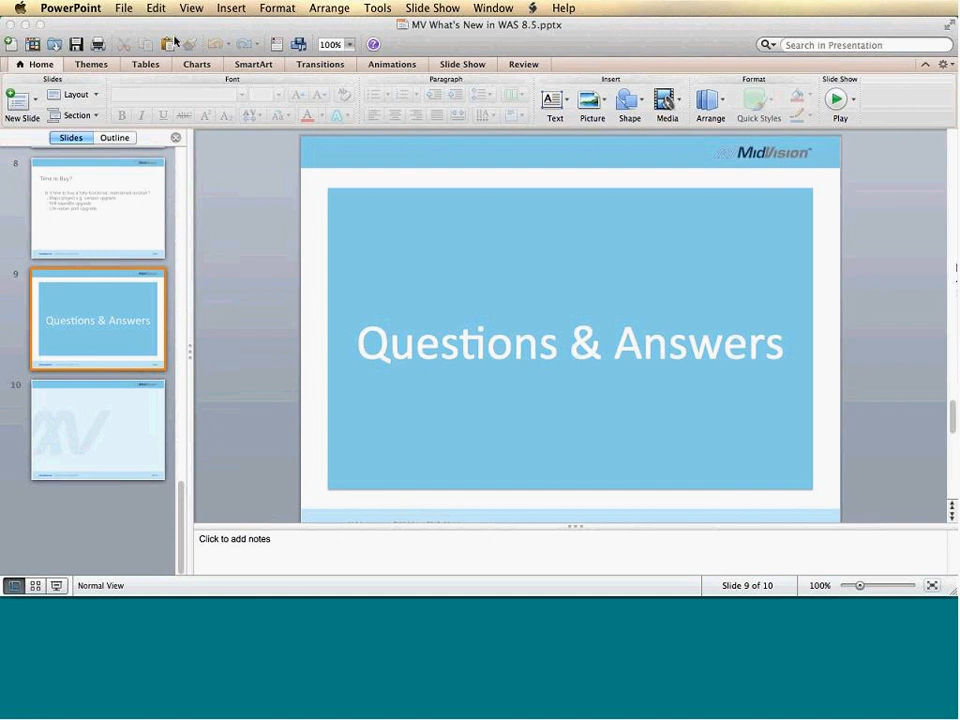 PowerPoint File Edit View Insert Format Arrange Tools Slide Show Window Help
MV What's New in WAS 8.5.pptx
100% Search in Presentation
Home Themes Tables Charts SmartArt Transitions Animations Slide Show Review
Slides Font Paragraph Insert Format Slide Show
Layout
New Slide Section B I U ABC A² A₂ Text Picture Shape Media Arrange Quick Styles Play
Slides Outline
8
Time to Buy?
9
Questions & Answers
10
MidVision
Questions & Answers
Click to add notes
Normal View Slide 9 of 10 100%